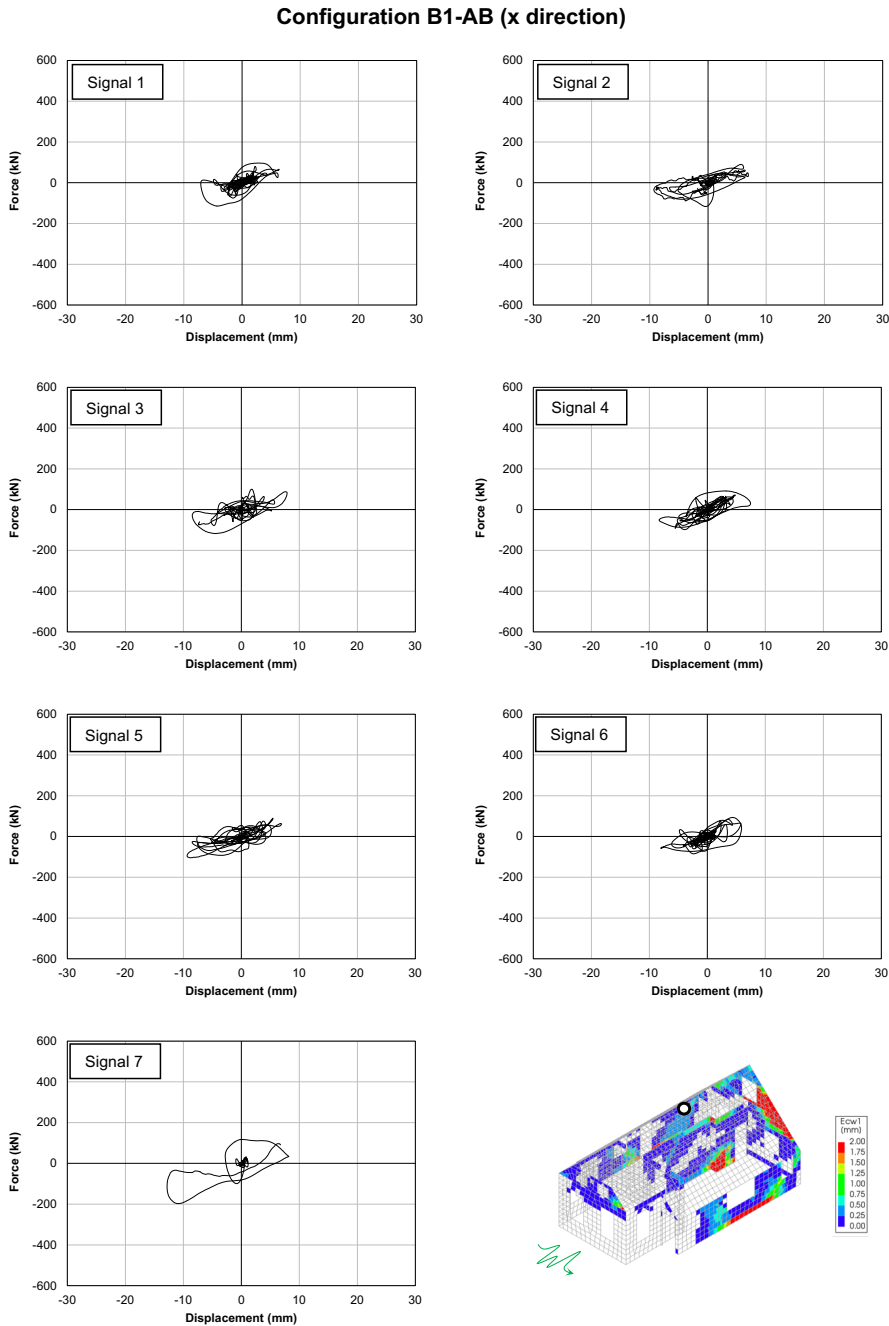 Configuration B1-AB (x direction)
Signal 1
600
400
200
0
-200
-400
-600
-30 -20 -10 0 10 20 30
Force (kN)
Displacement (mm)
Signal 2
600
400
200
0
-200
-400
-600
-30 -20 -10 0 10 20 30
Force (kN)
Displacement (mm)
Signal 3
600
400
200
0
-200
-400
-600
-30 -20 -10 0 10 20 30
Force (kN)
Displacement (mm)
Signal 4
600
400
200
0
-200
-400
-600
-30 -20 -10 0 10 20 30
Force (kN)
Displacement (mm)
Signal 5
600
400
200
0
-200
-400
-600
-30 -20 -10 0 10 20 30
Force (kN)
Displacement (mm)
Signal 6
600
400
200
0
-200
-400
-600
-30 -20 -10 0 10 20 30
Force (kN)
Displacement (mm)
Signal 7
600
400
200
0
-200
-400
-600
-30 -20 -10 0 10 20 30
Force (kN)
Displacement (mm)
Ecw1
(mm)
2.00
1.75
1.50
1.25
1.00
0.75
0.50
0.25
0.00